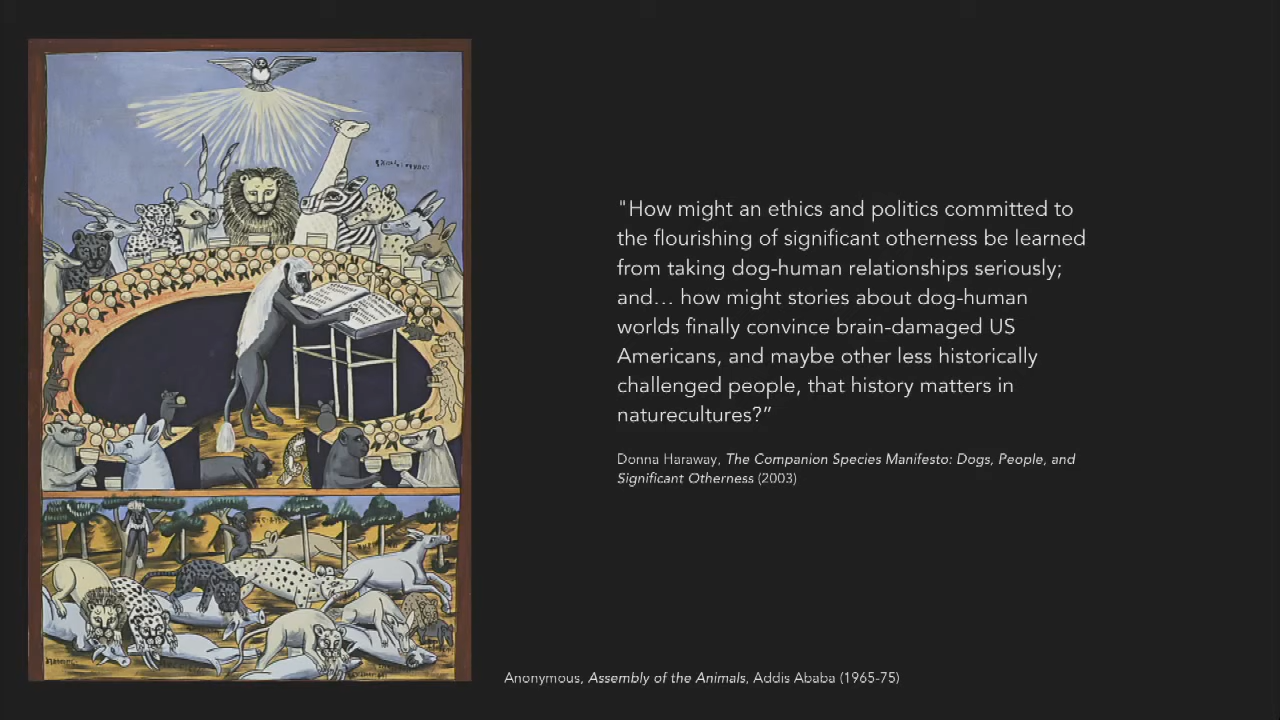 "How might an ethics and politics committed to
the flourishing of significant otherness be learned
from taking dog-human relationships seriously;
and… how might stories about dog-human
worlds finally convince brain-damaged US
Americans, and maybe other less historically
challenged people, that history matters in
naturecultures?”
Donna Haraway, The Companion Species Manifesto: Dogs, People, and
Significant Otherness (2003)
Anonymous, Assembly of the Animals, Addis Ababa (1965-75)